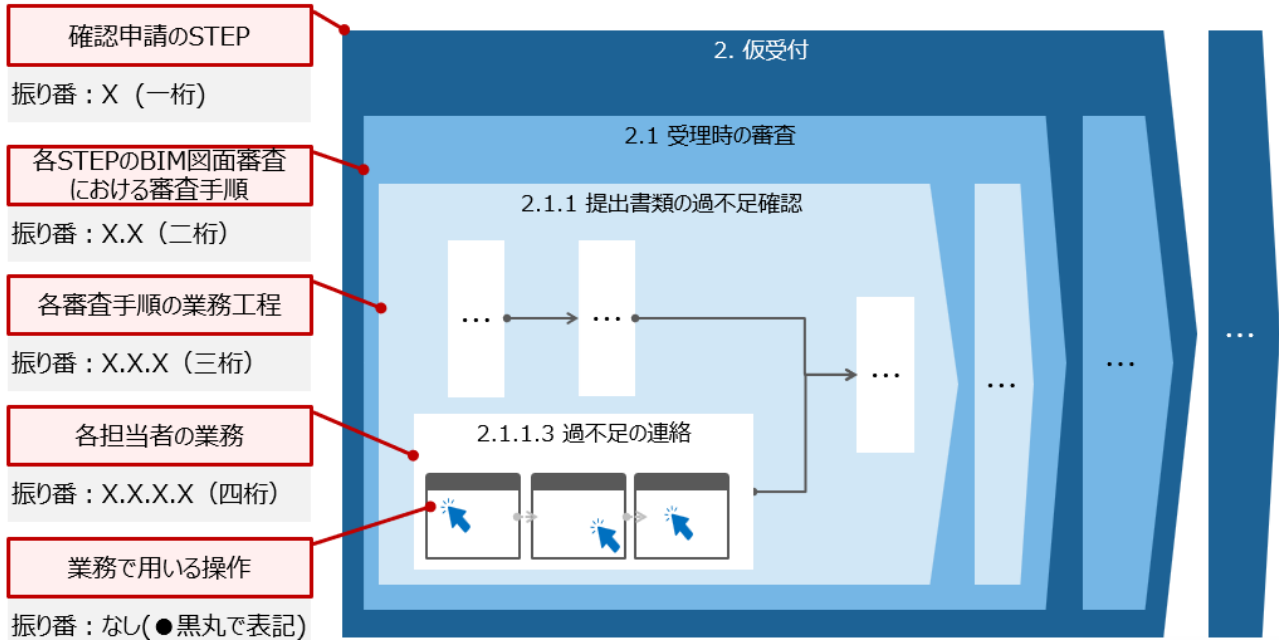 確認申請のSTEP
振り番：X (一桁)
各STEPのBIM図面審査
における審査手順
振り番：X.X（二桁）
各審査手順の業務工程
振り番：X.X.X（三桁）
各担当者の業務
振り番：X.X.X.X（四桁）
業務で用いる操作
振り番：なし(●黒丸で表記)
2. 仮受付
2.1 受理時の審査
2.1.1 提出書類の過不足確認
…
…
…
2.1.1.3 過不足の連絡
…
…
…